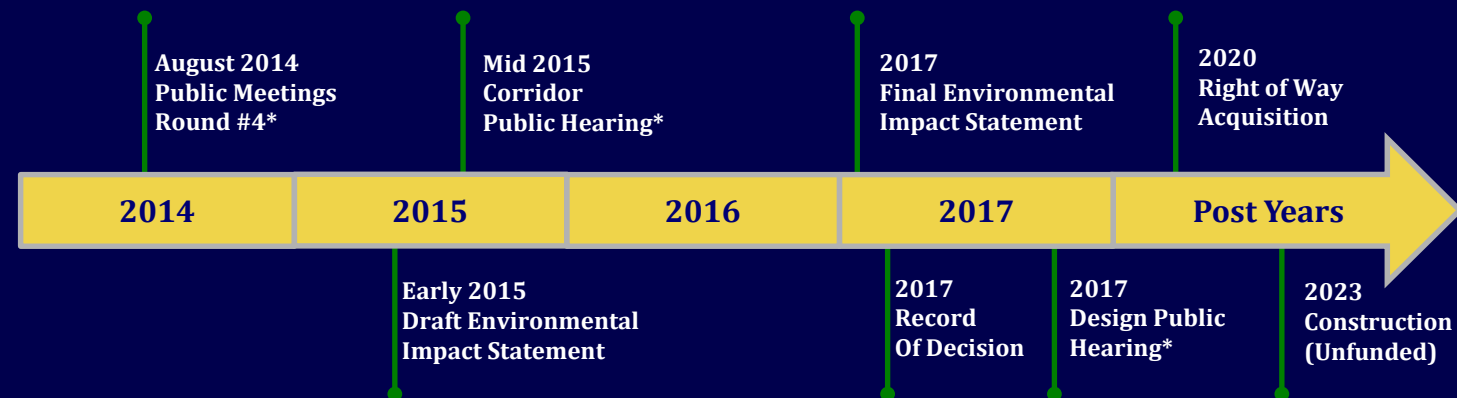 August 2014
Public Meetings
Round #4*
Mid 2015
Corridor
Public Hearing*
2017
Final Environmental
Impact Statement
2020
Right of Way
Acquisition
2014
2015
2016
2017
Post Years
Early 2015
Draft Environmental
Impact Statement
2017
Record
Of Decision
2017
Design Public
Hearing*
2023
Construction
(Unfunded)